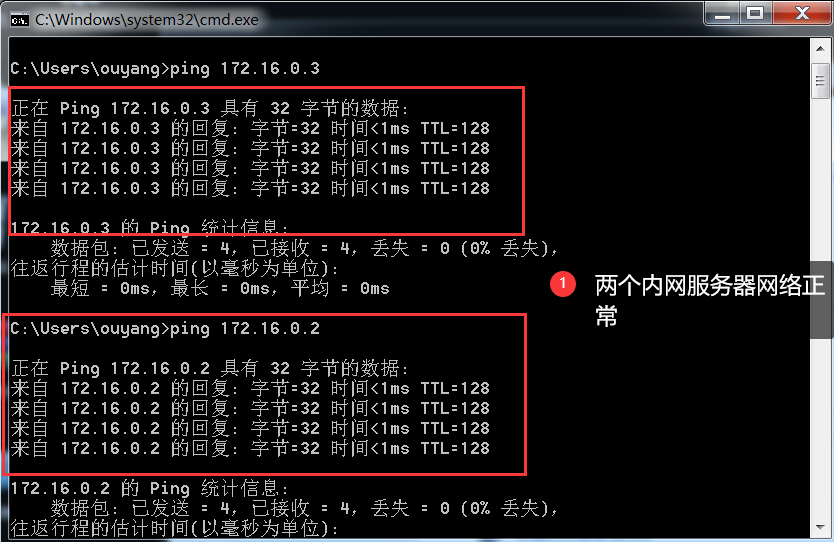 C:\Windows\system32\cmd.exe
C:\Users\ouyang>ping 172.16.0.3
正在 Ping 172.16.0.3 具有 32 字节的数据:
来自 172.16.0.3 的回复: 字节=32 时间<1ms TTL=128
来自 172.16.0.3 的回复: 字节=32 时间<1ms TTL=128
来自 172.16.0.3 的回复: 字节=32 时间<1ms TTL=128
来自 172.16.0.3 的回复: 字节=32 时间<1ms TTL=128
172.16.0.3 的 Ping 统计信息:
数据包: 已发送 = 4，已接收 = 4，丢失 = 0 (0% 丢失)，
往返行程的估计时间(以毫秒为单位):
最短 = 0ms，最长 = 0ms，平均 = 0ms
1 两个内网服务器网络正
常
C:\Users\ouyang>ping 172.16.0.2
正在 Ping 172.16.0.2 具有 32 字节的数据:
来自 172.16.0.2 的回复: 字节=32 时间<1ms TTL=128
来自 172.16.0.2 的回复: 字节=32 时间<1ms TTL=128
来自 172.16.0.2 的回复: 字节=32 时间<1ms TTL=128
来自 172.16.0.2 的回复: 字节=32 时间<1ms TTL=128
172.16.0.2 的 Ping 统计信息:
数据包: 已发送 = 4，已接收 = 4，丢失 = 0 (0% 丢失)，
往返行程的估计时间(以毫秒为单位):